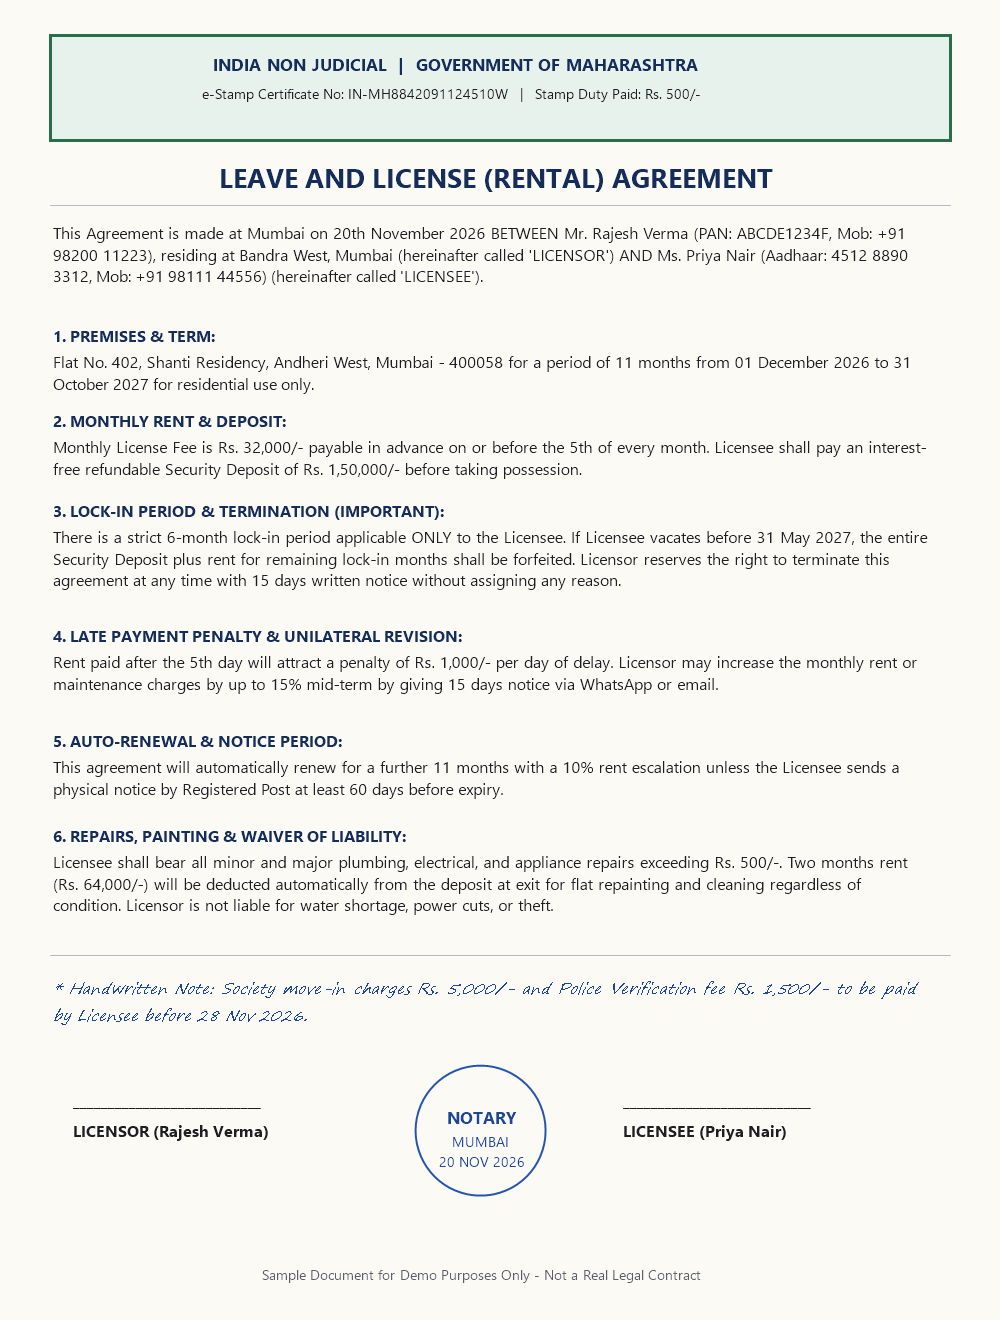 INDIA NON JUDICIAL | GOVERNMENT OF MAHARASHTRA
e-Stamp Certificate No: IN-MH8842091124510W | Stamp Duty Paid: Rs. 500/-
LEAVE AND LICENSE (RENTAL) AGREEMENT
This Agreement is made at Mumbai on 20th November 2026 BETWEEN Mr. Rajesh Verma (PAN: ABCDE1234F, Mob: +91
98200 11223), residing at Bandra West, Mumbai (hereinafter called 'LICENSOR') AND Ms. Priya Nair (Aadhaar: 4512 8890
3312, Mob: +91 98111 44556) (hereinafter called 'LICENSEE').
1. PREMISES & TERM:
Flat No. 402, Shanti Residency, Andheri West, Mumbai - 400058 for a period of 11 months from 01 December 2026 to 31
October 2027 for residential use only.
2. MONTHLY RENT & DEPOSIT:
Monthly License Fee is Rs. 32,000/- payable in advance on or before the 5th of every month. Licensee shall pay an interest-
free refundable Security Deposit of Rs. 1,50,000/- before taking possession.
3. LOCK-IN PERIOD & TERMINATION (IMPORTANT):
There is a strict 6-month lock-in period applicable ONLY to the Licensee. If Licensee vacates before 31 May 2027, the entire
Security Deposit plus rent for remaining lock-in months shall be forfeited. Licensor reserves the right to terminate this
agreement at any time with 15 days written notice without assigning any reason.
4. LATE PAYMENT PENALTY & UNILATERAL REVISION:
Rent paid after the 5th day will attract a penalty of Rs. 1,000/- per day of delay. Licensor may increase the monthly rent or
maintenance charges by up to 15% mid-term by giving 15 days notice via WhatsApp or email.
5. AUTO-RENEWAL & NOTICE PERIOD:
This agreement will automatically renew for a further 11 months with a 10% rent escalation unless the Licensee sends a
physical notice by Registered Post at least 60 days before expiry.
6. REPAIRS, PAINTING & WAIVER OF LIABILITY:
Licensee shall bear all minor and major plumbing, electrical, and appliance repairs exceeding Rs. 500/-. Two months rent
(Rs. 64,000/-) will be deducted automatically from the deposit at exit for flat repainting and cleaning regardless of
condition. Licensor is not liable for water shortage, power cuts, or theft.
* Handwritten Note: Society move-in charges Rs. 5,000/- and Police Verification fee Rs. 1,500/- to be paid
by Licensee before 28 Nov 2026.
LICENSOR (Rajesh Verma)
NOTARY
MUMBAI
20 NOV 2026
LICENSEE (Priya Nair)
Sample Document for Demo Purposes Only - Not a Real Legal Contract